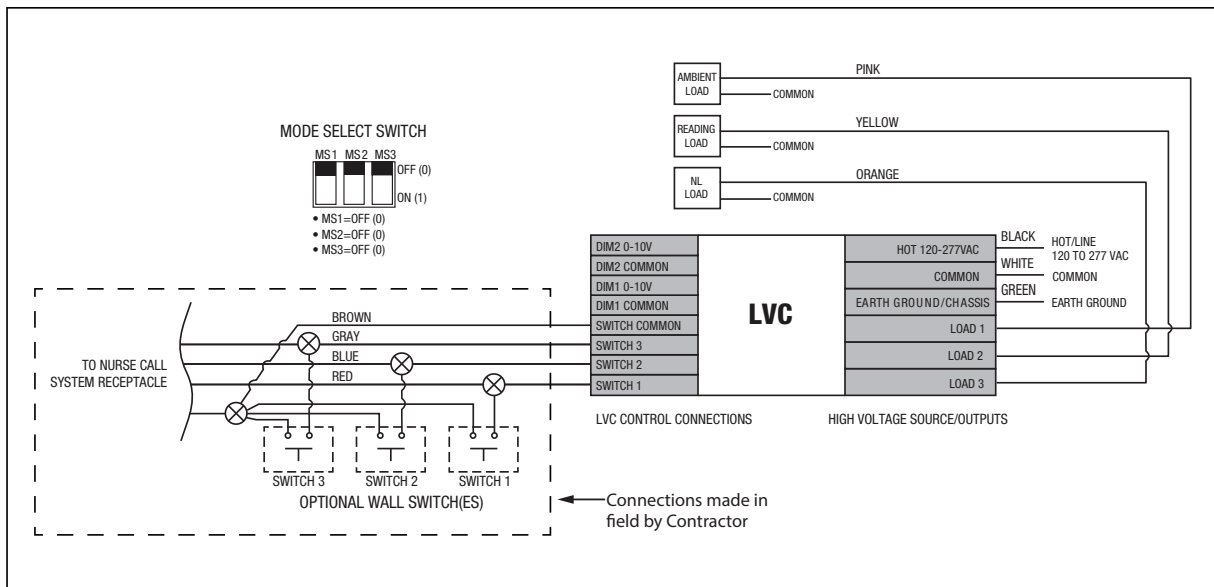 AMBIENT
LOAD
PINK
COMMON
READING
LOAD
YELLOW
COMMON
NL
LOAD
ORANGE
COMMON
MODE SELECT SWITCH
MS1 MS2 MS3
OFF (0)
ON (1)
• MS1=OFF (0)
• MS2=OFF (0)
• MS3=OFF (0)
DIM2 0-10V
DIM2 COMMON
DIM1 0-10V
DIM1 COMMON
SWITCH COMMON
SWITCH 3
SWITCH 2
SWITCH 1
LVC
HOT 120-277VAC
COMMON
EARTH GROUND/CHASSIS
LOAD 1
LOAD 2
LOAD 3
BLACK
HOT/LINE
120 TO 277 VAC
WHITE
COMMON
GREEN
EARTH GROUND
LVC CONTROL CONNECTIONS
HIGH VOLTAGE SOURCE/OUTPUTS
BROWN
GRAY
BLUE
RED
TO NURSE CALL
SYSTEM RECEPTACLE
SWITCH 3
SWITCH 2
SWITCH 1
OPTIONAL WALL SWITCH(ES)
Connections made in
field by Contractor